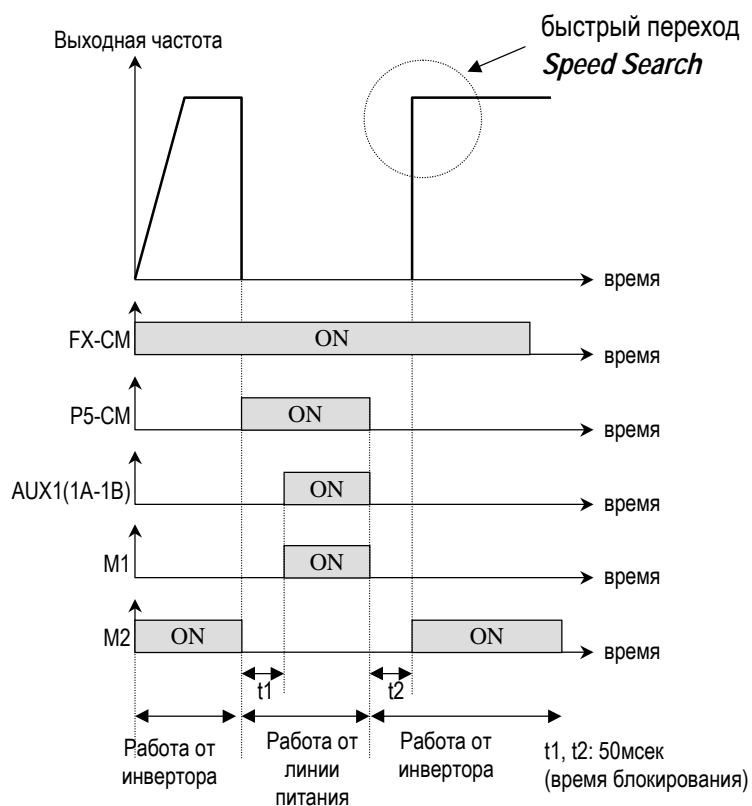 быстрый переход
Speed Search
Выходная частота
время
FX-CM
ON
время
P5-CM
ON
время
AUX1(1A-1B)
ON
время
M1
ON
время
M2
ON
ON
время
t1
t2
Работа от
инвертора
Работа от
линии
питания
Работа от
инвертора
t1, t2: 50мсек
(время блокирования)